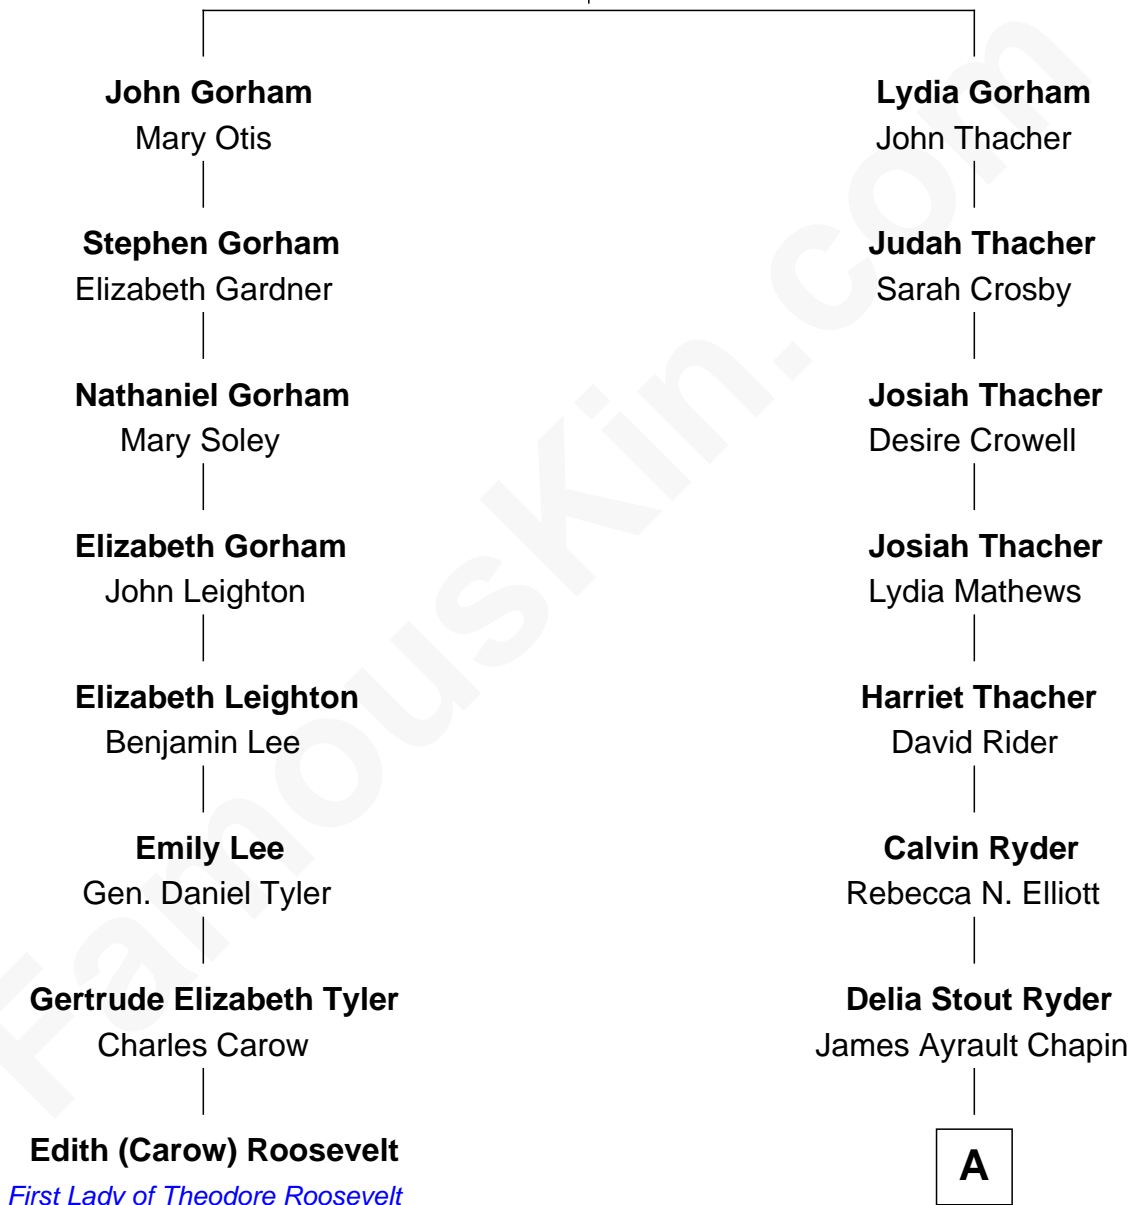 John Gorham
Mary Otis
Lydia Gorham
John Thacher
Stephen Gorham
Elizabeth Gardner
Judah Thacher
Sarah Crosby
Nathaniel Gorham
Mary Soley
Josiah Thacher
Desire Crowell
Elizabeth Gorham
John Leighton
Josiah Thacher
Lydia Mathews
Elizabeth Leighton
Benjamin Lee
Harriet Thacher
David Rider
Emily Lee
Gen. Daniel Tyler
Calvin Ryder
Rebecca N. Elliott
Gertrude Elizabeth Tyler
Charles Carow
Delia Stout Ryder
James Ayrault Chapin
Edith (Carow) Roosevelt
First Lady of Theodore Roosevelt
A
FamousKin.com